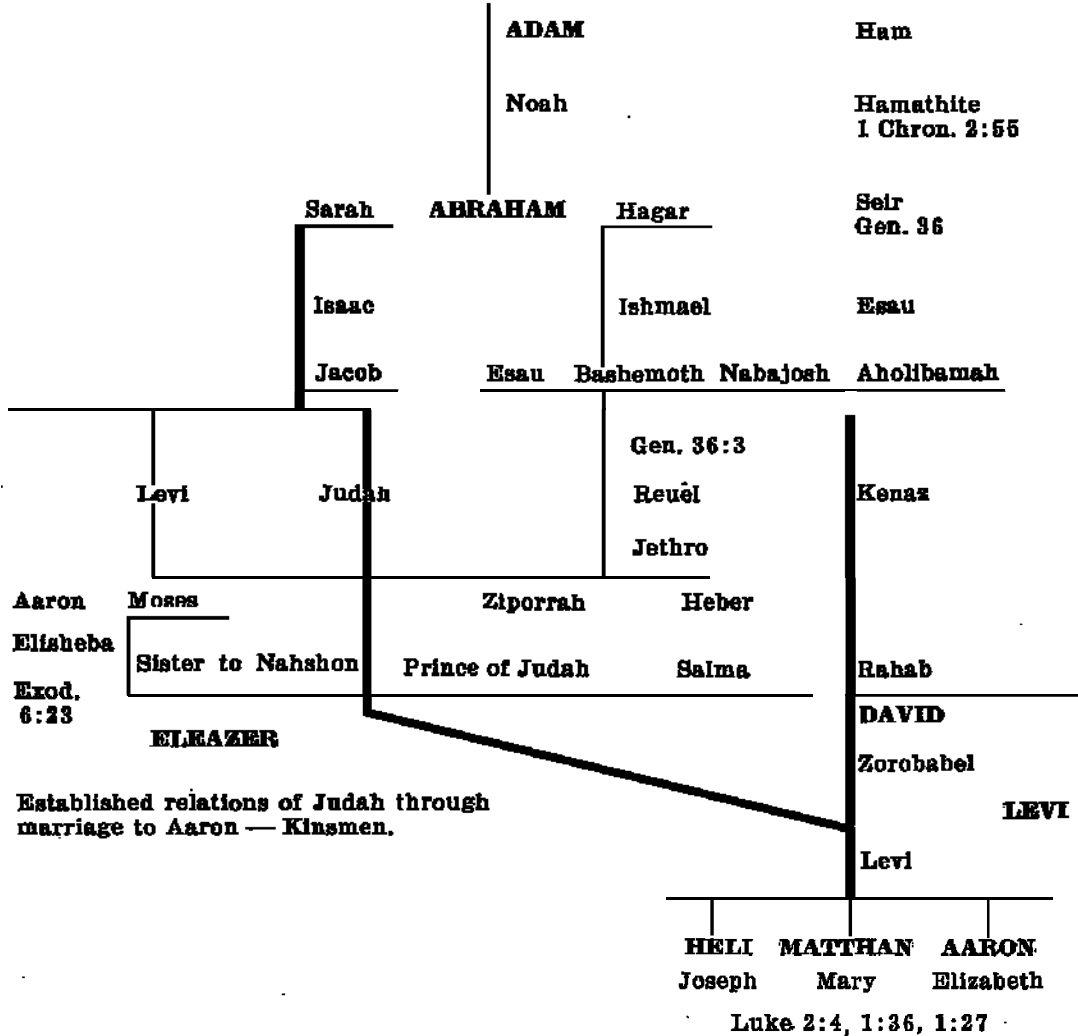 ADAM Ham
Noah Hamathite
1 Chron. 2:55
Sarah ABRAHAM Hagar Seir
Gen. 36
Isaac Ishmael Esau
Jacob Esau Bashemoth Nabajosh Aholibamah
Gen. 36:3
Levi Judah Reuel Kenaz
Jethro
Aaron Moses Ziporrah Heber
Elisheba
Sister to Nahshon Prince of Judah Salma Rahab
Exod.
6:23 DAVID
ELEAZER
Zorobabel
Established relations of Judah through
marriage to Aaron — Kinsmen.
LEVI
Levi
HELI MATTHAN AARON
Joseph Mary Elizabeth
Luke 2:4, 1:36, 1:27